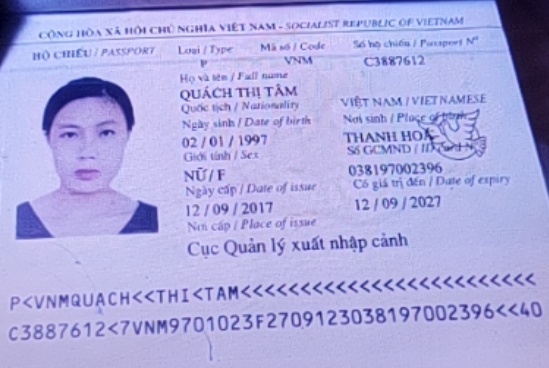 CỘNG HÒA XÃ HỘI CHỦ NGHĨA VIỆT NAM - SOCIALIST REPUBLIC OF VIETNAM
HỘ CHIẾU / PASSPORT Loại / Type Mã số / Code Số hộ chiếu / Passport Nº
P VNM C3887612
Họ và tên / Full name
QUÁCH THỊ TÂM
Quốc tịch / Nationality VIỆT NAM / VIETNAMESE
Ngày sinh / Date of birth Nơi sinh / Place of birth
02 / 01 / 1997 THANH HOÁ
Giới tính / Sex Số GCMND / ID
NỮ / F 038197002396
Ngày cấp / Date of issue Có giá trị đến / Date of expiry
12 / 09 / 2017 12 / 09 / 2027
Nơi cấp / Place of issue
Cục Quản lý xuất nhập cảnh
P<VNMQUACH<<THI<TAM<<<<<<<<<<<<<<<<<<<<<<<<<
C3887612<7VNM9701023F2709123038197002396<<40